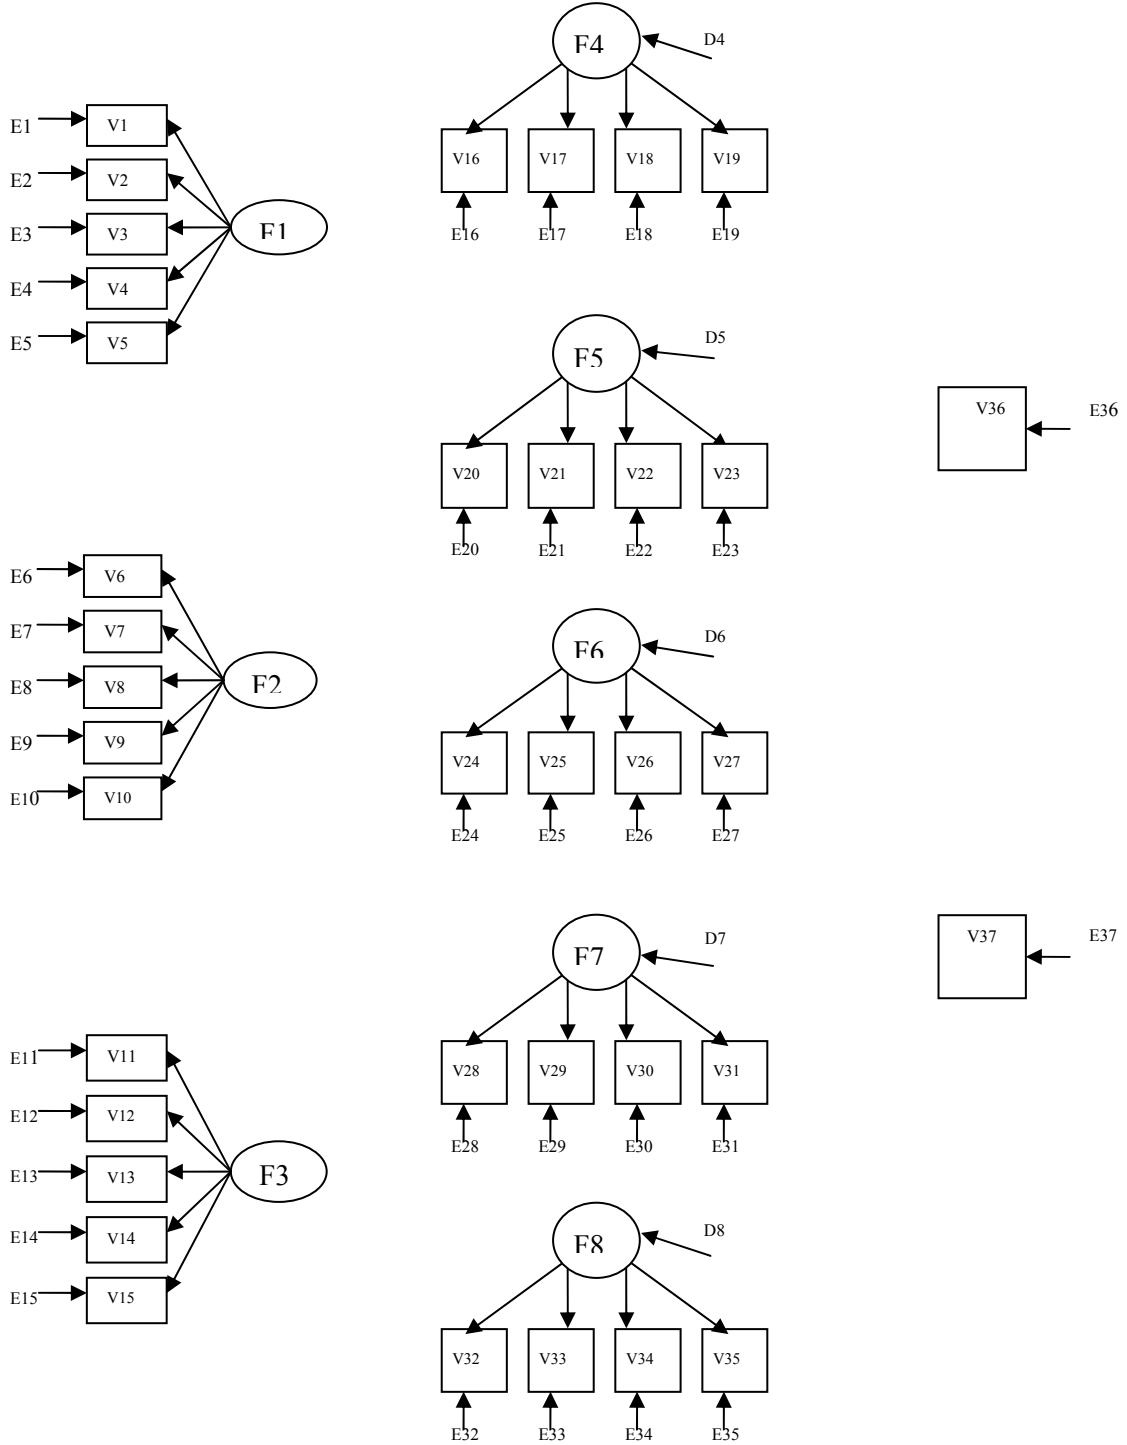 F4
D4
V16 V17 V18 V19
E16 E17 E18 E19
E1 V1
E2 V2
E3 V3
E4 V4
E5 V5
F1
F5
D5
V20 V21 V22 V23
E20 E21 E22 E23
V36 E36
E6 V6
E7 V7
E8 V8
E9 V9
E10 V10
F2
F6
D6
V24 V25 V26 V27
E24 E25 E26 E27
F7
D7
V28 V29 V30 V31
E28 E29 E30 E31
V37 E37
E11 V11
E12 V12
E13 V13
E14 V14
E15 V15
F3
F8
D8
V32 V33 V34 V35
E32 E33 E34 E35